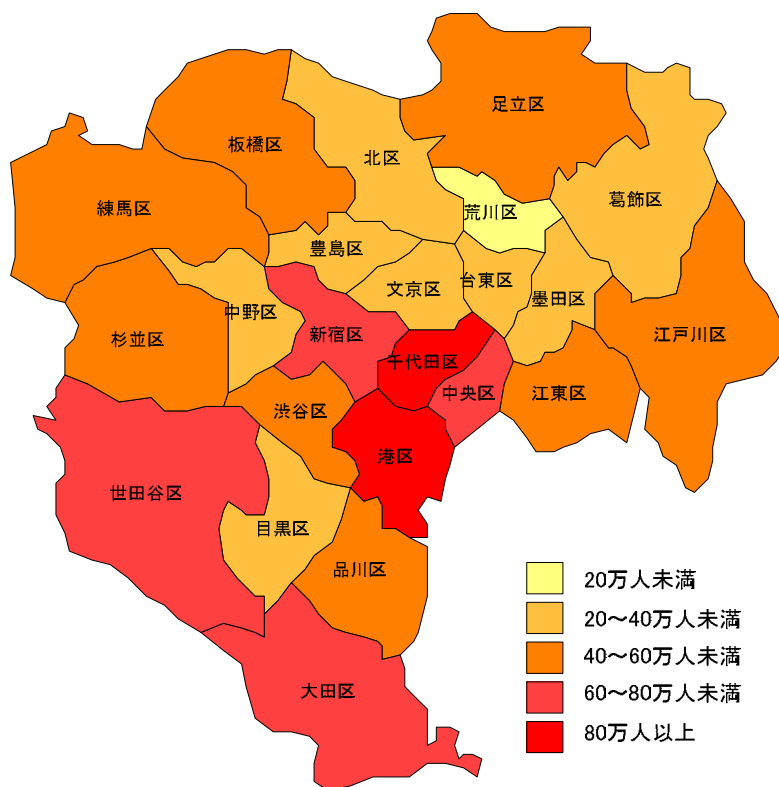 足立区
板橋区
北区
葛飾区
練馬区
荒川区
豊島区
台東区
文京区
墨田区
中野区
新宿区
江戸川区
杉並区
千代田区
中央区
江東区
渋谷区
港区
世田谷区
目黒区
品川区
大田区
20万人未満
20～40万人未満
40～60万人未満
60～80万人未満
80万人以上